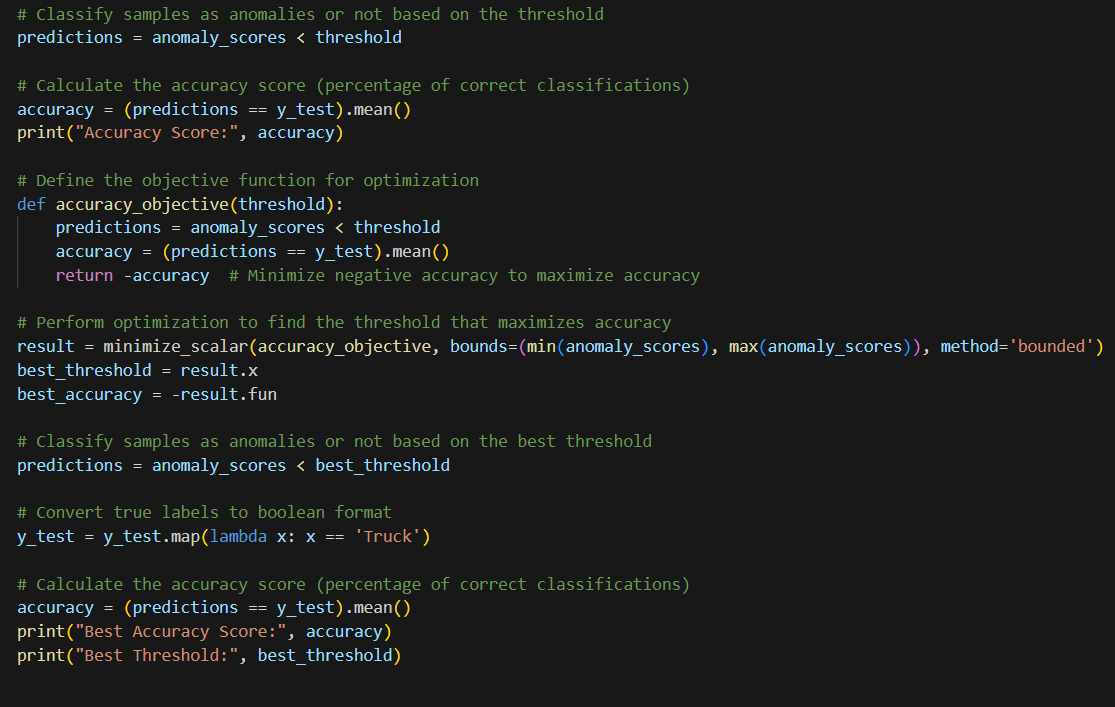 # Classify samples as anomalies or not based on the threshold
predictions = anomaly_scores < threshold
# Calculate the accuracy score (percentage of correct classifications)
accuracy = (predictions == y_test).mean()
print("Accuracy Score:", accuracy)
# Define the objective function for optimization
def accuracy_objective(threshold):
    predictions = anomaly_scores < threshold
    accuracy = (predictions == y_test).mean()
    return -accuracy  # Minimize negative accuracy to maximize accuracy
# Perform optimization to find the threshold that maximizes accuracy
result = minimize_scalar(accuracy_objective, bounds=(min(anomaly_scores), max(anomaly_scores)), method='bounded')
best_threshold = result.x
best_accuracy = -result.fun
# Classify samples as anomalies or not based on the best threshold
predictions = anomaly_scores < best_threshold
# Convert true labels to boolean format
y_test = y_test.map(lambda x: x == 'Truck')
# Calculate the accuracy score (percentage of correct classifications)
accuracy = (predictions == y_test).mean()
print("Best Accuracy Score:", accuracy)
print("Best Threshold:", best_threshold)